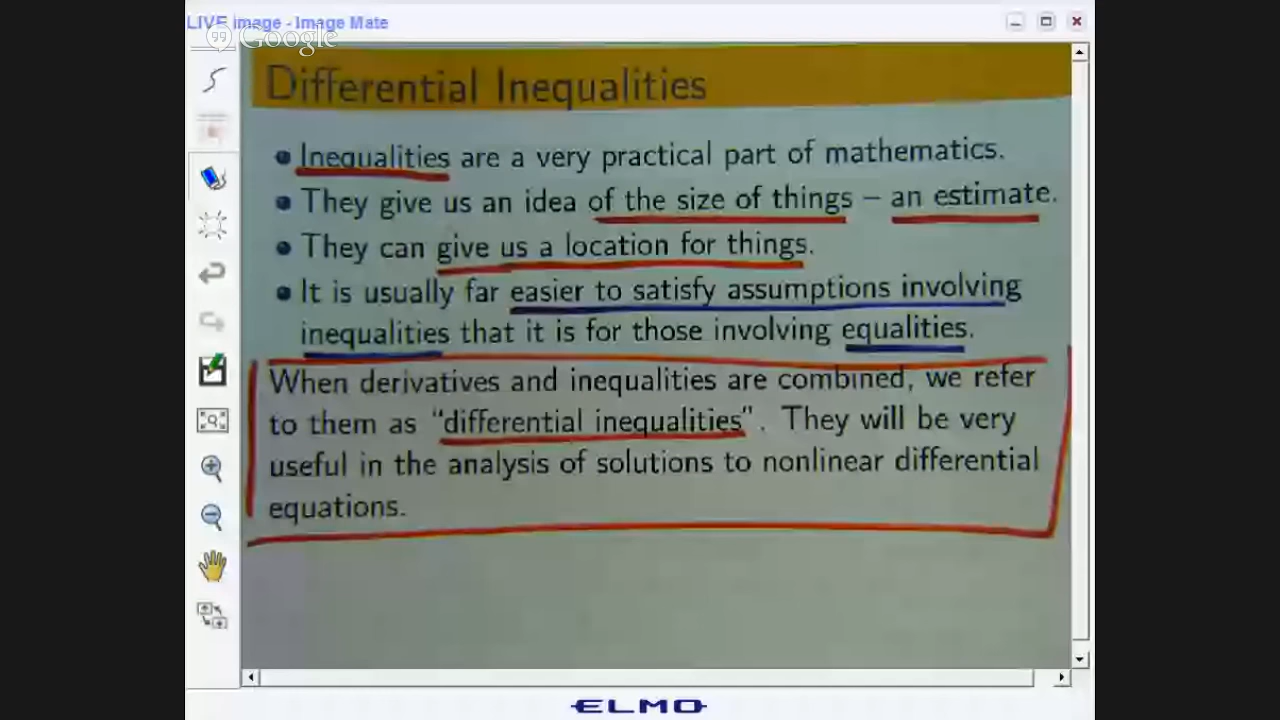 LIVE image - Image Mate
Google
Differential Inequalities
Inequalities are a very practical part of mathematics.
They give us an idea of the size of things – an estimate.
They can give us a location for things.
It is usually far easier to satisfy assumptions involving
inequalities that it is for those involving equalities.
When derivatives and inequalities are combined, we refer
to them as "differential inequalities". They will be very
useful in the analysis of solutions to nonlinear differential
equations.
ELMO